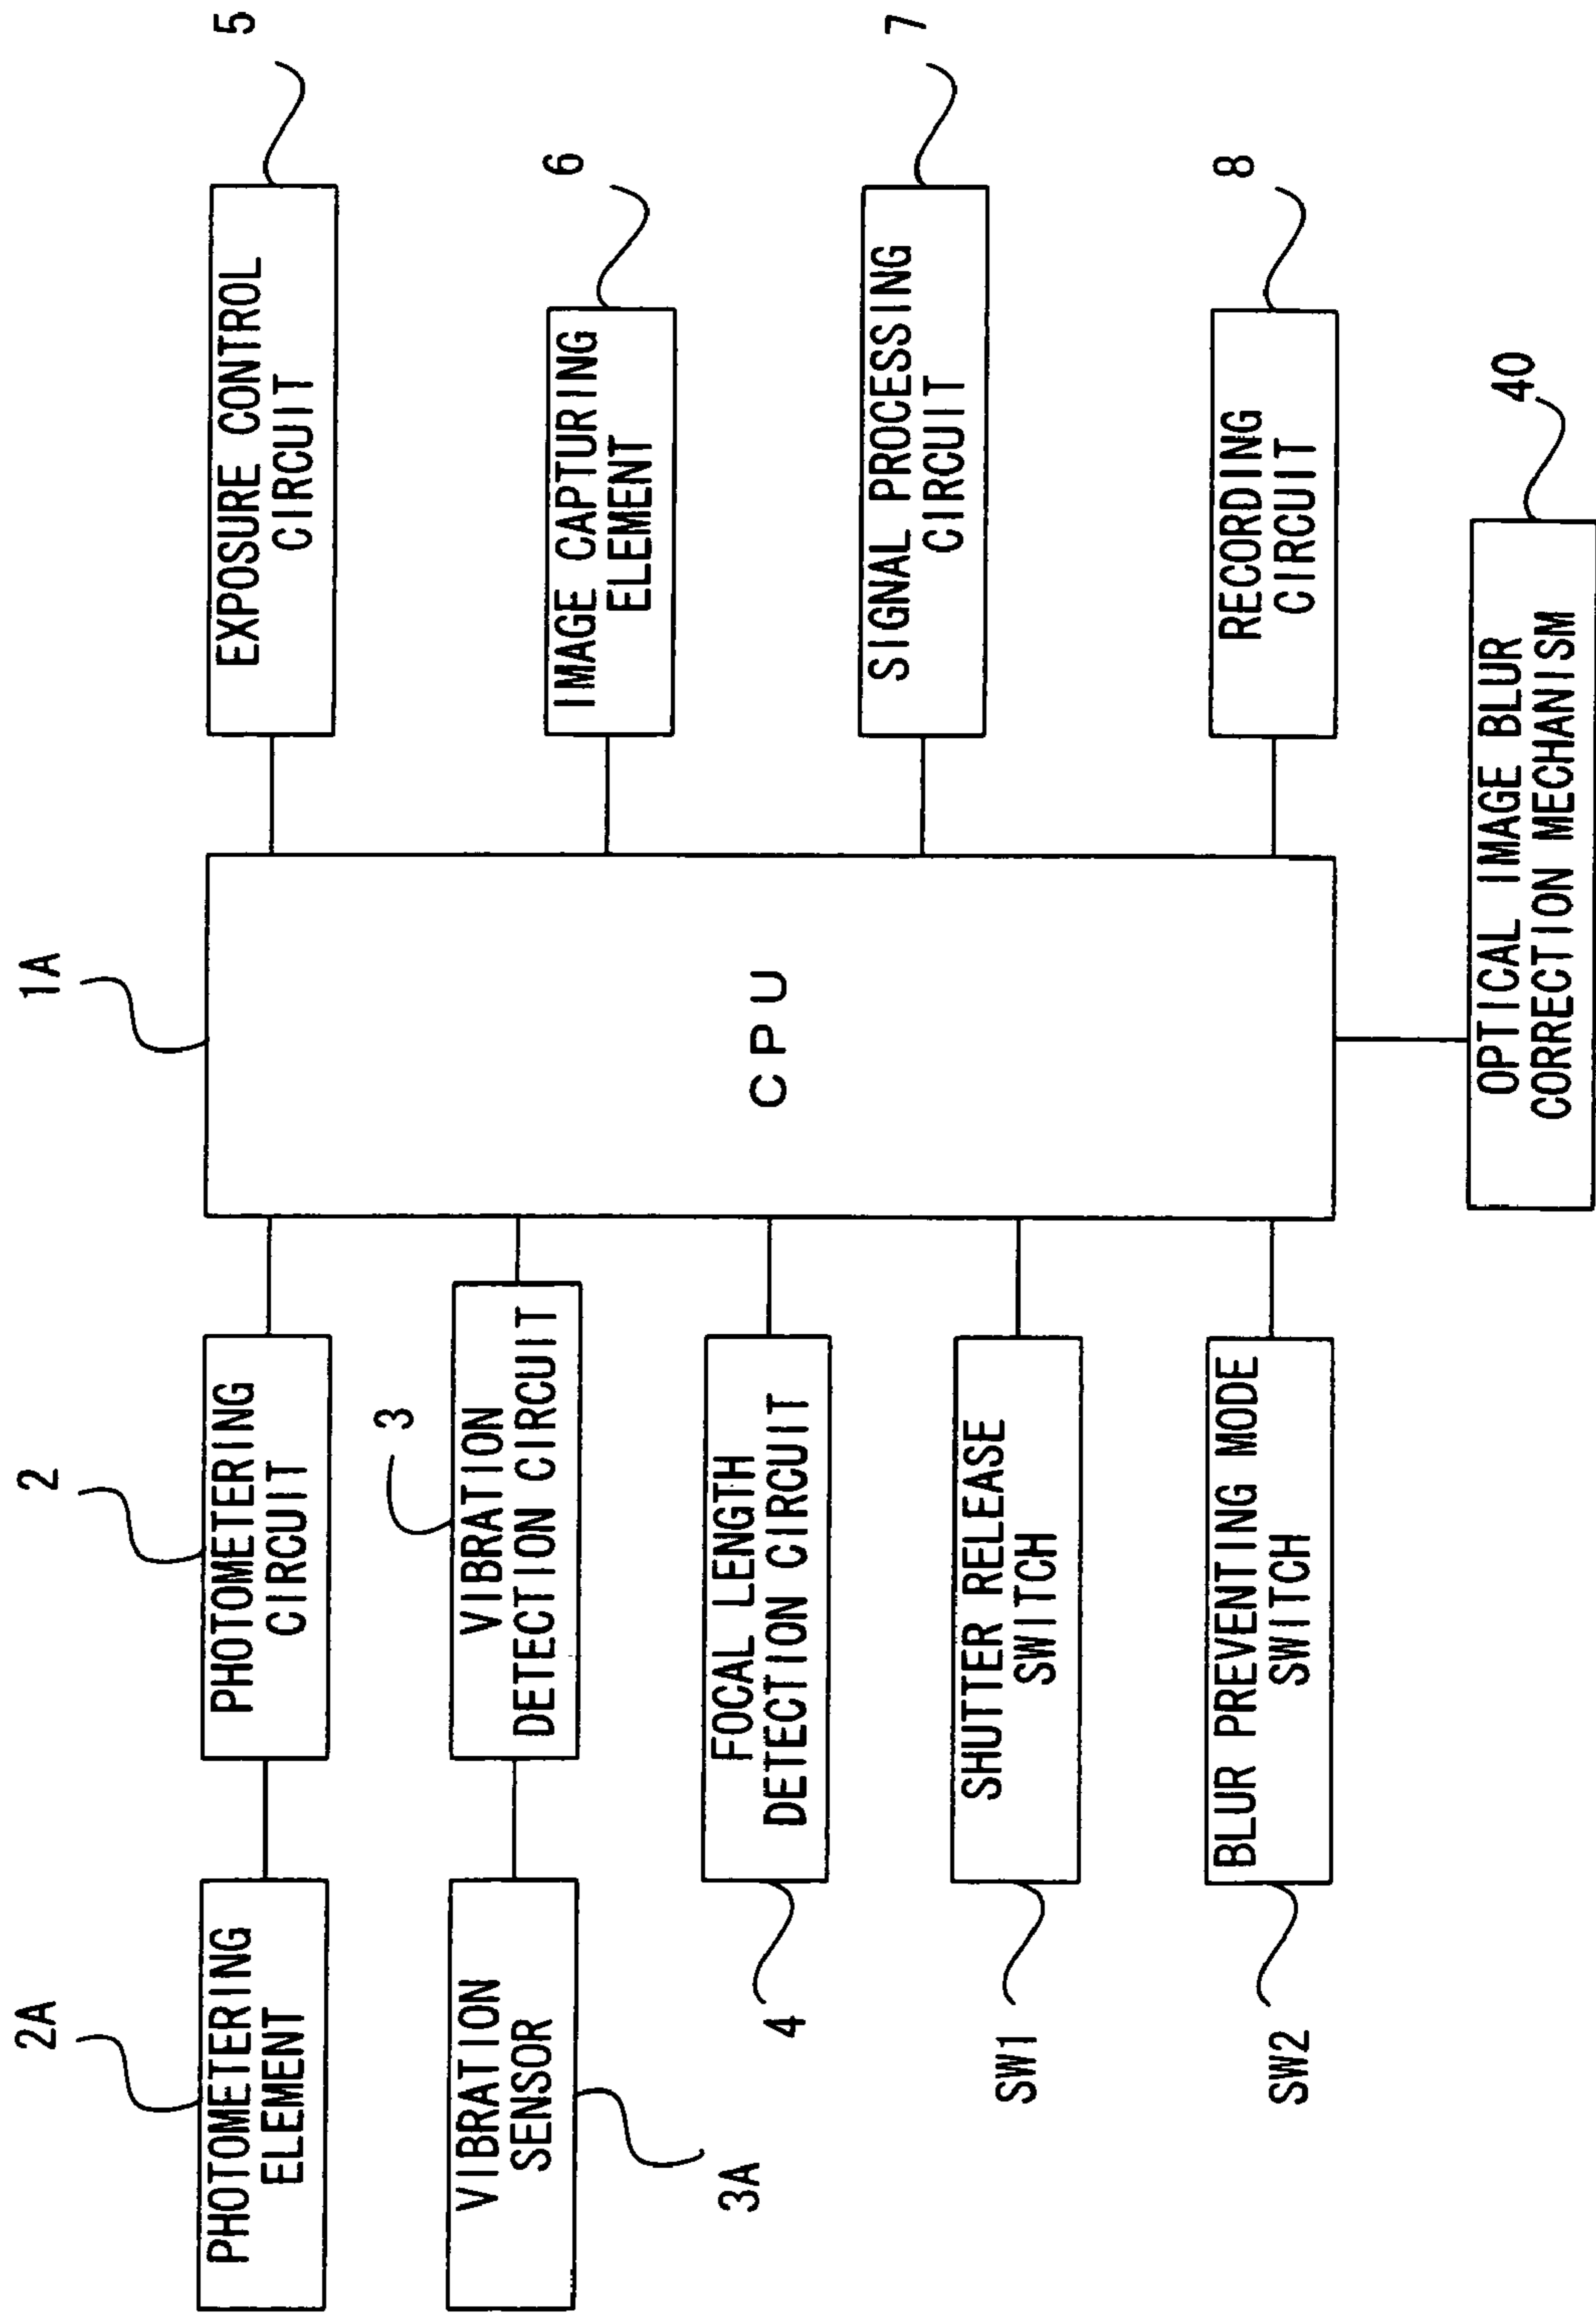 2A
PHOTOMETERING
ELEMENT
2
PHOTOMETERING
CIRCUIT
1A
CPU
5
EXPOSURE CONTROL
CIRCUIT
VIBRATION
SENSOR
3A
3
VIBRATION
DETECTION CIRCUIT
6
IMAGE CAPTURING
ELEMENT
4
FOCAL LENGTH
DETECTION CIRCUIT
7
SIGNAL PROCESSING
CIRCUIT
SW1
SHUTTER RELEASE
SWITCH
8
RECORDING
CIRCUIT
SW2
BLUR PREVENTING MODE
SWITCH
40
OPTICAL IMAGE BLUR
CORRECTION MECHANISM